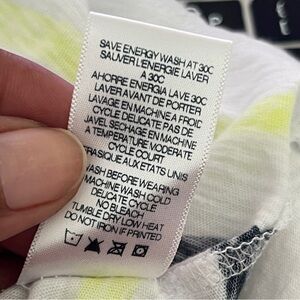 SAVE ENERGY WASH AT 30C
SAUVER L'ENERGIE LAVER
A 30C
AHORRE ENERGIA LAVE 30C
LAVER AVANT DE PORTER
LAVAGE EN MACHINE A FROID
CYCLE DELICATE PAS DE
JAVEL SECHAGE EN MACHINE
A TEMPERATURE MODERATE
CYCLE COURT
AUX ETATS UNIS
WASH BEFORE WEARING
MACHINE WASH COLD
DELICATE CYCLE
NO BLEACH
TUMBLE DRY LOW HEAT
DO NOT IRON IF PRINTED